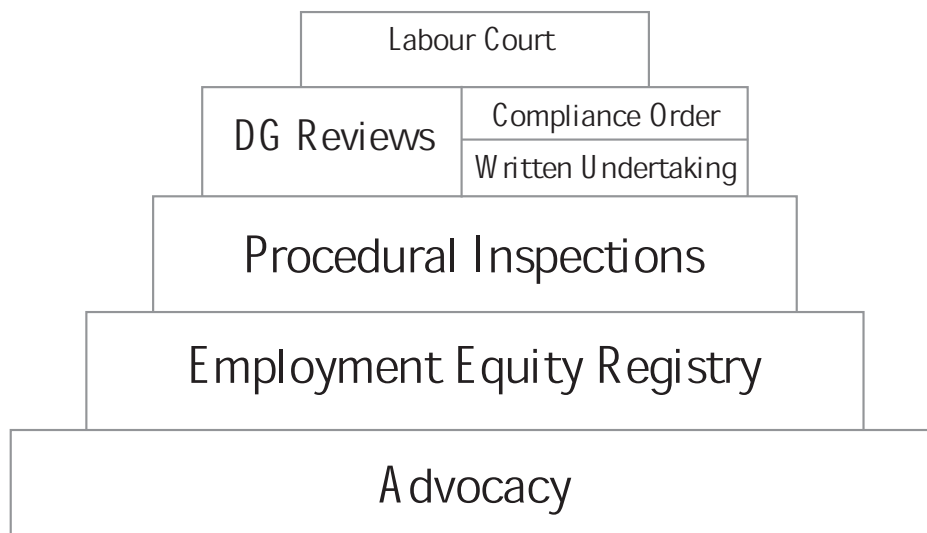 Labour Court
DG Reviews
Compliance Order
Written Undertaking
Procedural Inspections
Employment Equity Registry
Advocacy